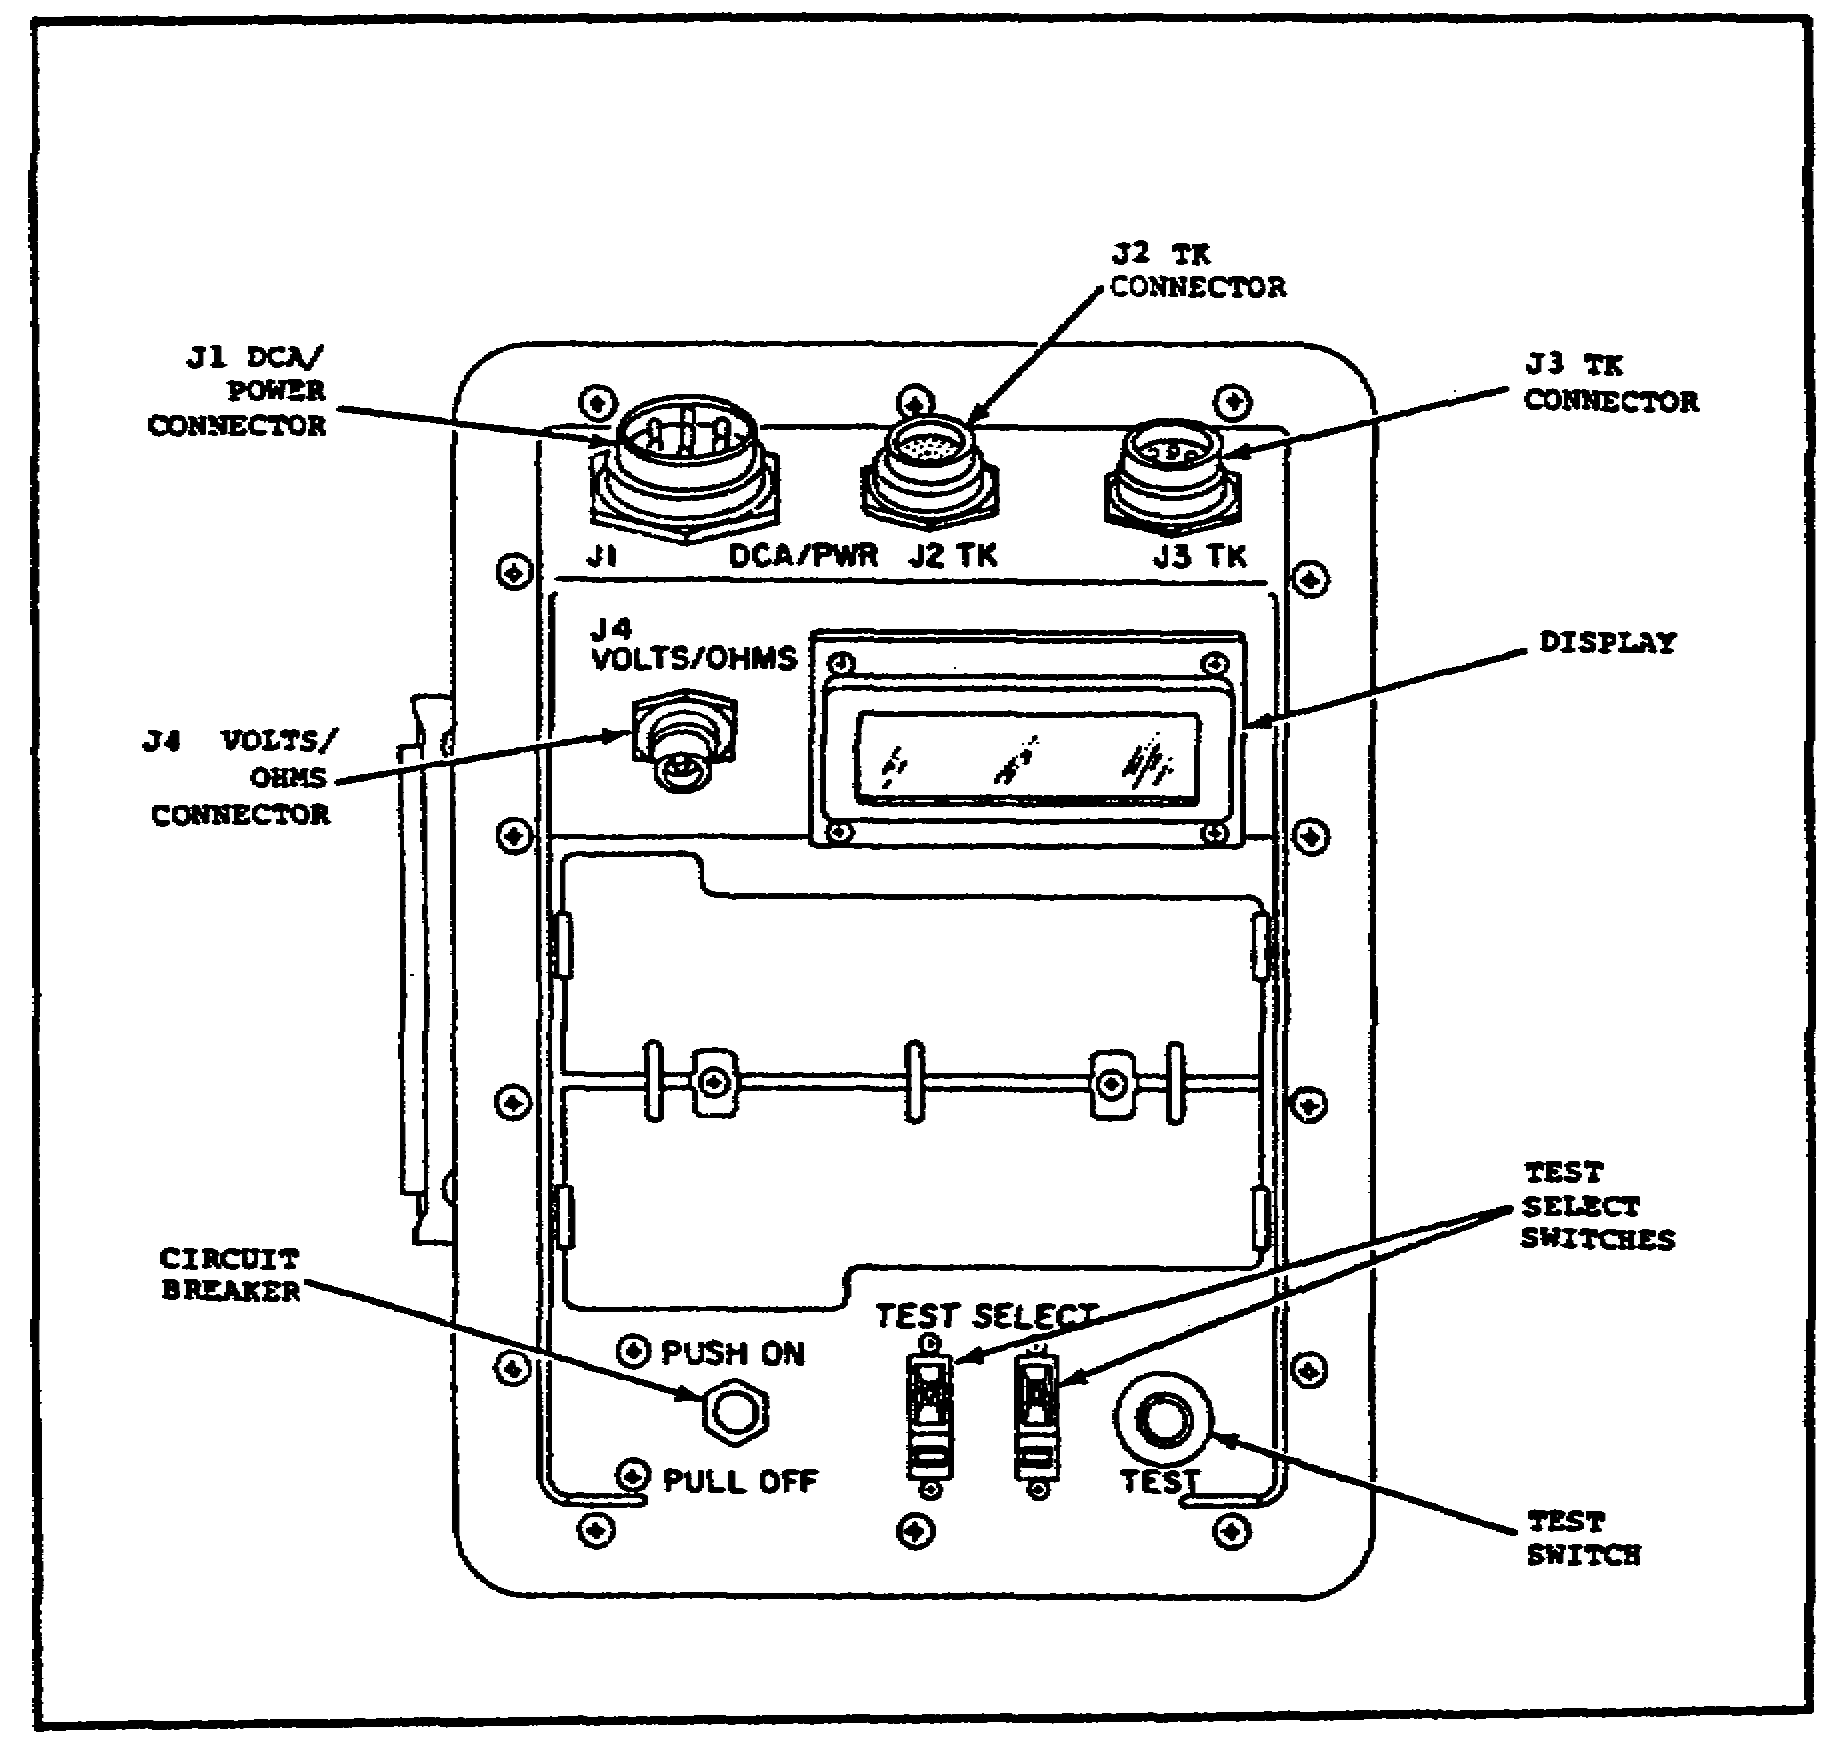 J2 TK
CONNECTOR
J1 DCA/
POWER
CONNECTOR
J3 TK
CONNECTOR
J1 DCA/PWR J2 TK J3 TK
J4
VOLTS/OHMS
DISPLAY
J4 VOLTS/
OHMS
CONNECTOR
TEST
SELECT
SWITCHES
CIRCUIT
BREAKER
TEST SELECT
PUSH ON
PULL OFF
TEST
TEST
SWITCH